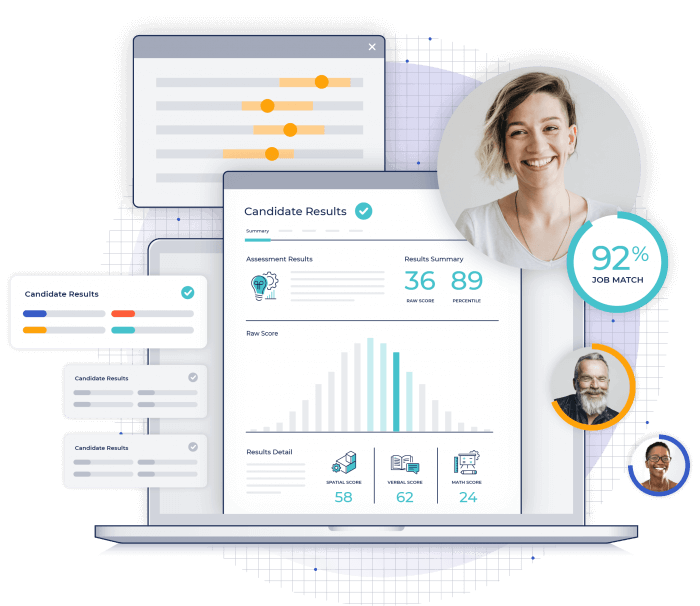 Candidate Results
Summary
Assessment Results
Results Summary
36
89
RAW SCORE
PERCENTILE
92%
JOB MATCH
Candidate Results
Raw Score
Candidate Results
Candidate Results
Results Detail
SPATIAL SCORE
VERBAL SCORE
MATH SCORE
58
62
24